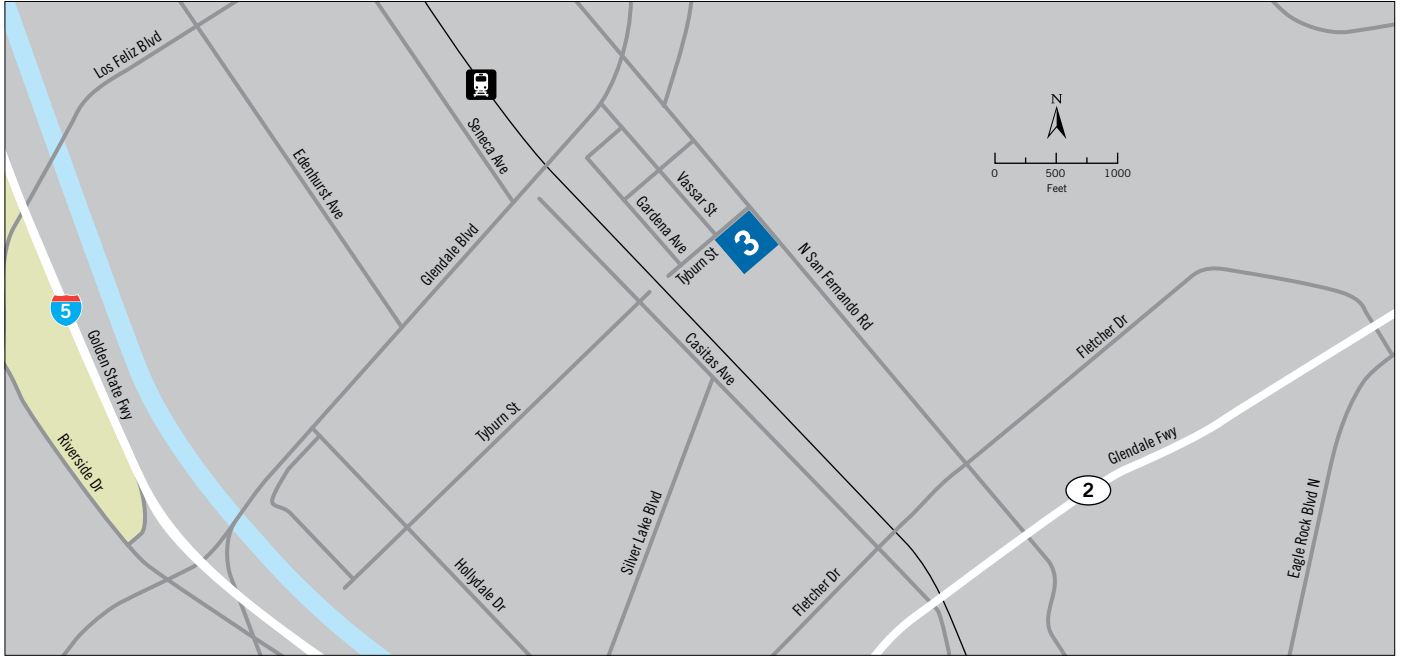 Los Feliz Blvd
Seneca Ave
N
0 500 1000
Feet
Edenhurst Ave
Vassar St
Gardena Ave
Glendale Blvd
3
Tyburn St
N San Fernando Rd
5
Golden State Fwy
Casitas Ave
Fletcher Dr
Tyburn St
Riverside Dr
Glendale Fwy
2
Silver Lake Blvd
Eagle Rock Blvd N
Hollydale Dr
Fletcher Dr